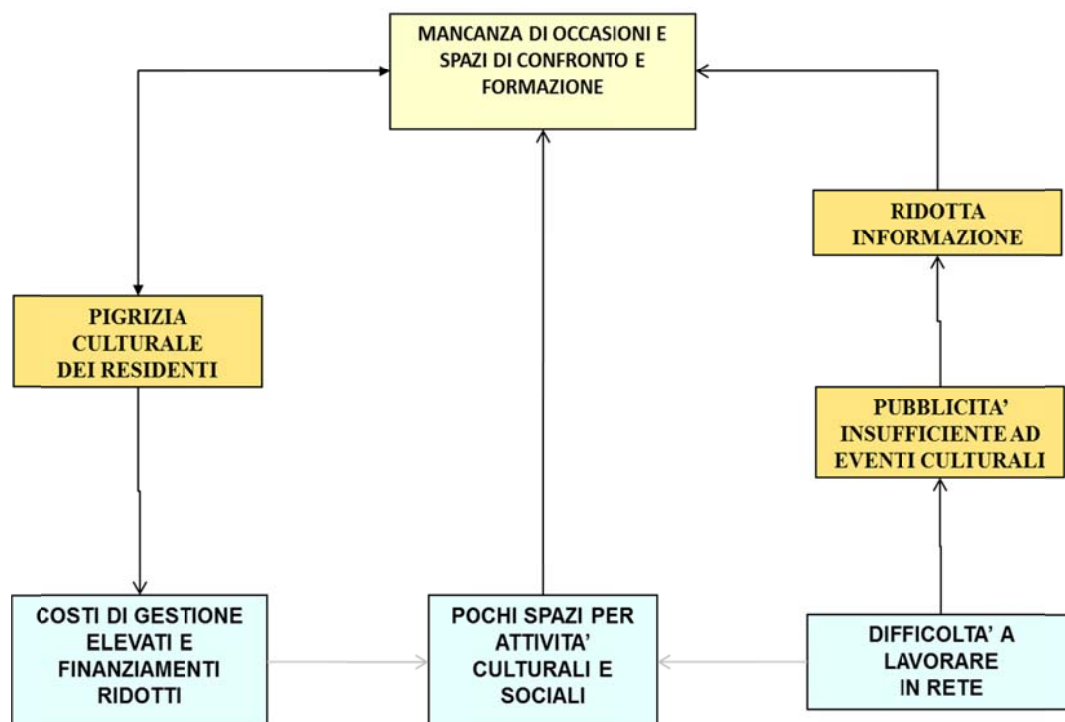 MANCANZA DI OCCASIONI E
SPAZI DI CONFRONTO E
FORMAZIONE
RIDOTTA
INFORMAZIONE
PIGRIZIA
CULTURALE
DEI RESIDENTI
PUBBLICITA’
INSUFFICIENTE AD
EVENTI CULTURALI
COSTI DI GESTIONE
ELEVATI E
FINANZIAMENTI
RIDOTTI
POCHI SPAZI PER
ATTIVITA’
CULTURALI E
SOCIALI
DIFFICOLTA’ A
LAVORARE
IN RETE